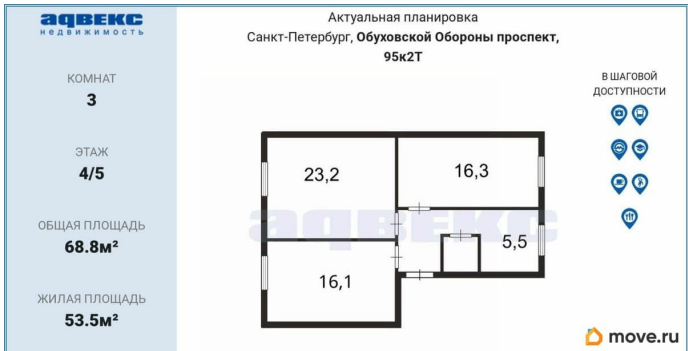 адвекс
недвижимость
КОМНАТ
3
ЭТАЖ
4/5
ОБЩАЯ ПЛОЩАДЬ
68.8м²
ЖИЛАЯ ПЛОЩАДЬ
53.5м²
Актуальная планировка
Санкт-Петербург, Обуховской Обороны проспект,
95к2Т
23,2
16,3
адвекс
5,5
16,1
В ШАГОВОЙ
ДОСТУПНОСТИ
move.ru